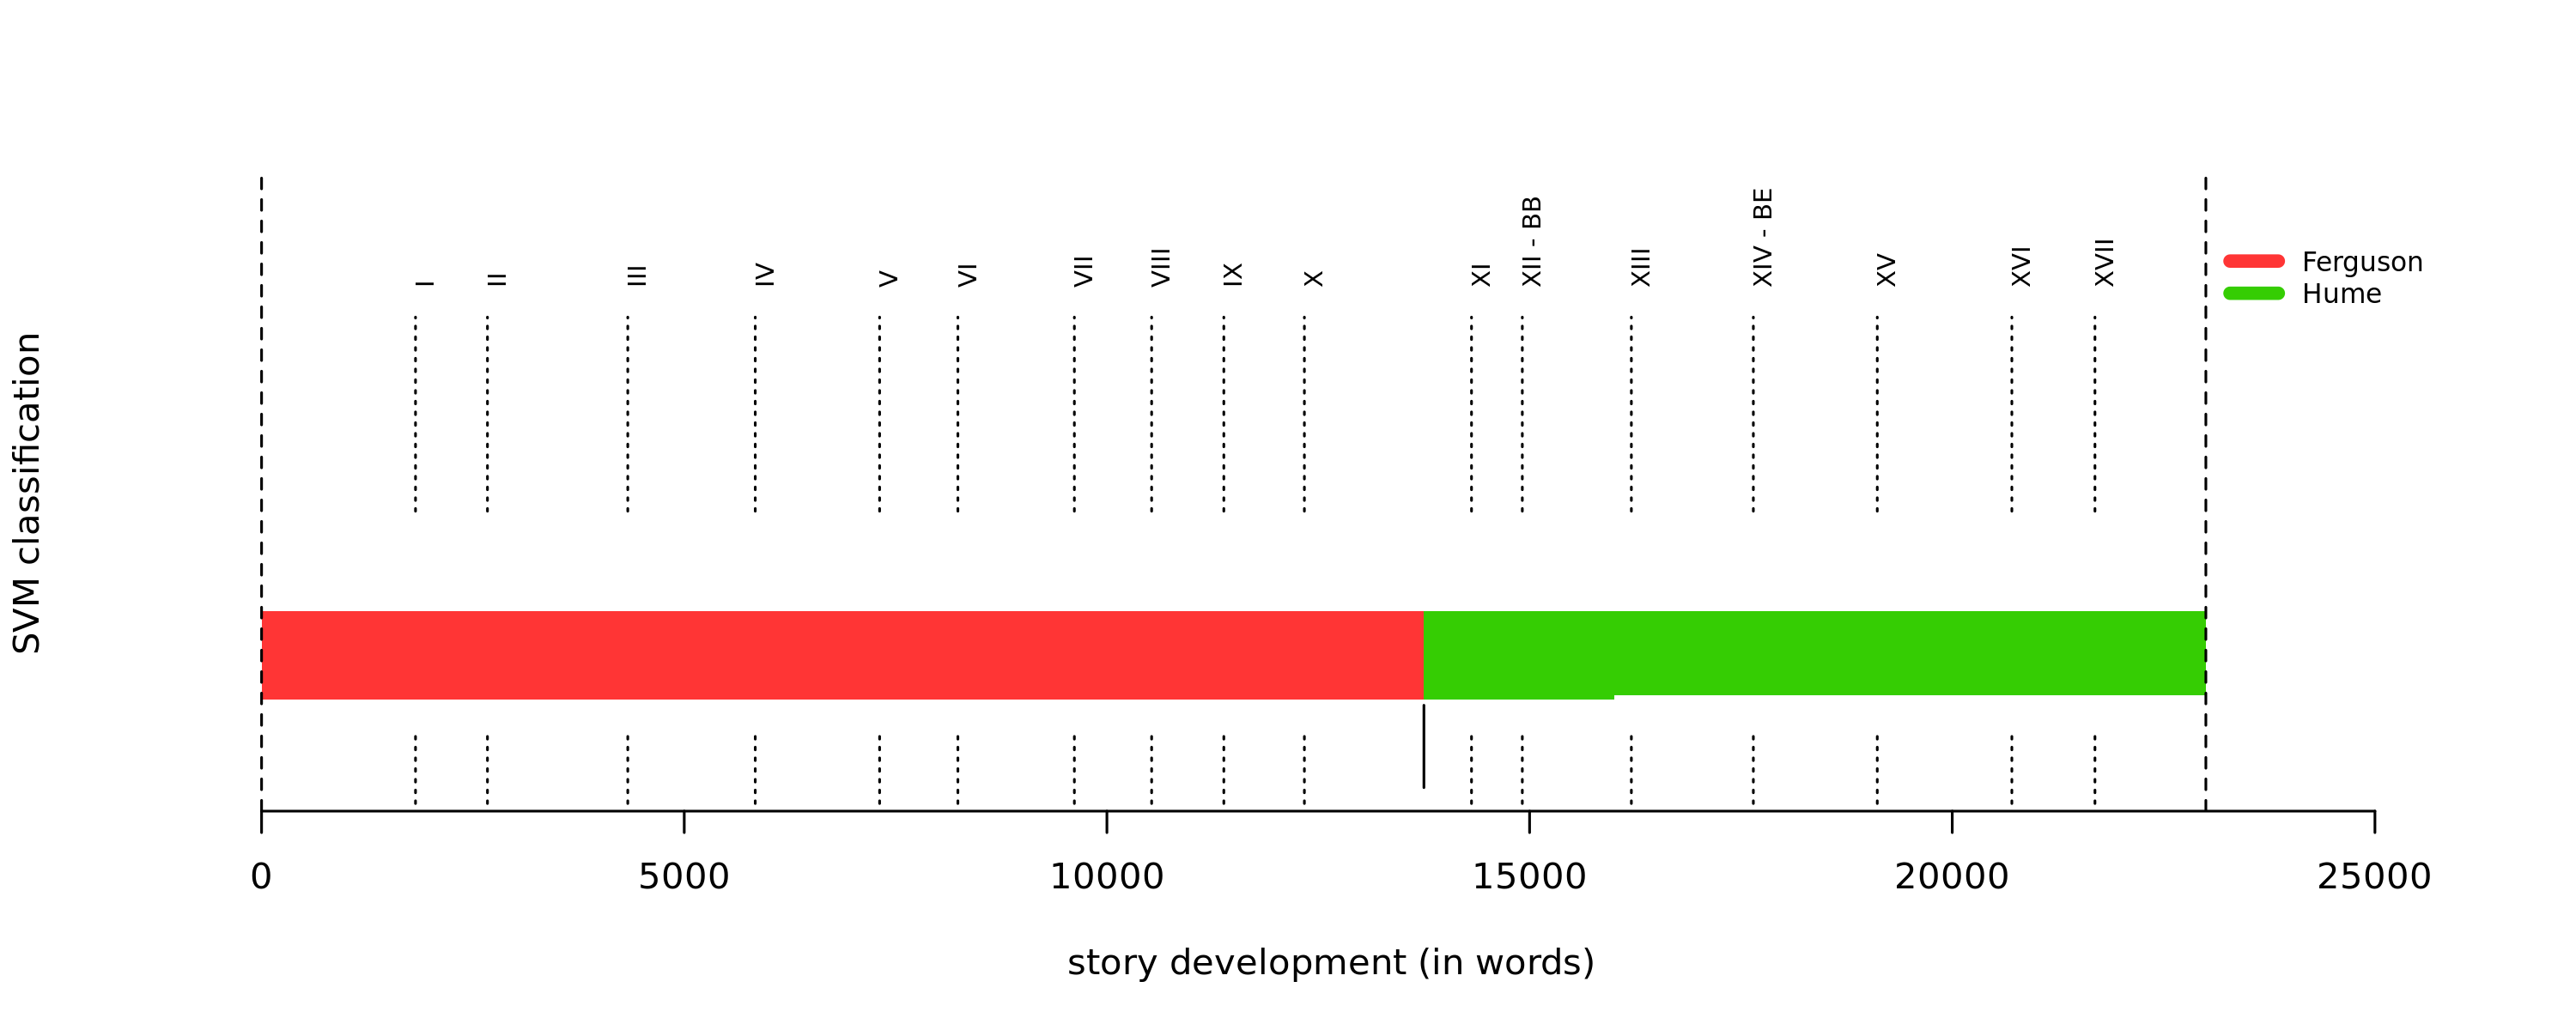 I
II
III
IV
V
VI
VII
VIII
IX
X
XI
XII - BB
XIII
XIV - BE
XV
XVI
XVII
Ferguson
Hume
SVM classification
0
5000
10000
15000
20000
25000
story development (in words)